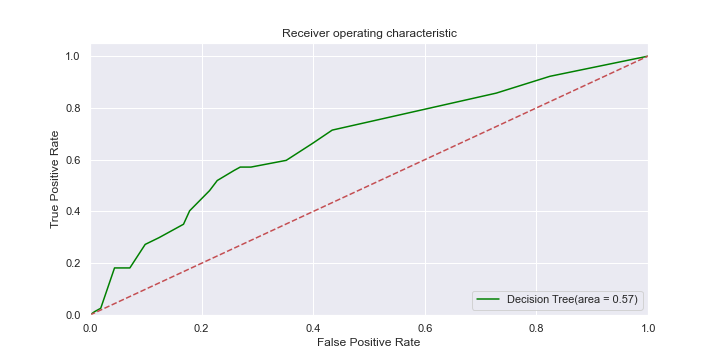 Receiver operating characteristic
1.0
0.8
0.6
0.4
0.2
0.0
True Positive Rate
Decision Tree(area = 0.57)
0.0 0.2 0.4 0.6 0.8 1.0
False Positive Rate